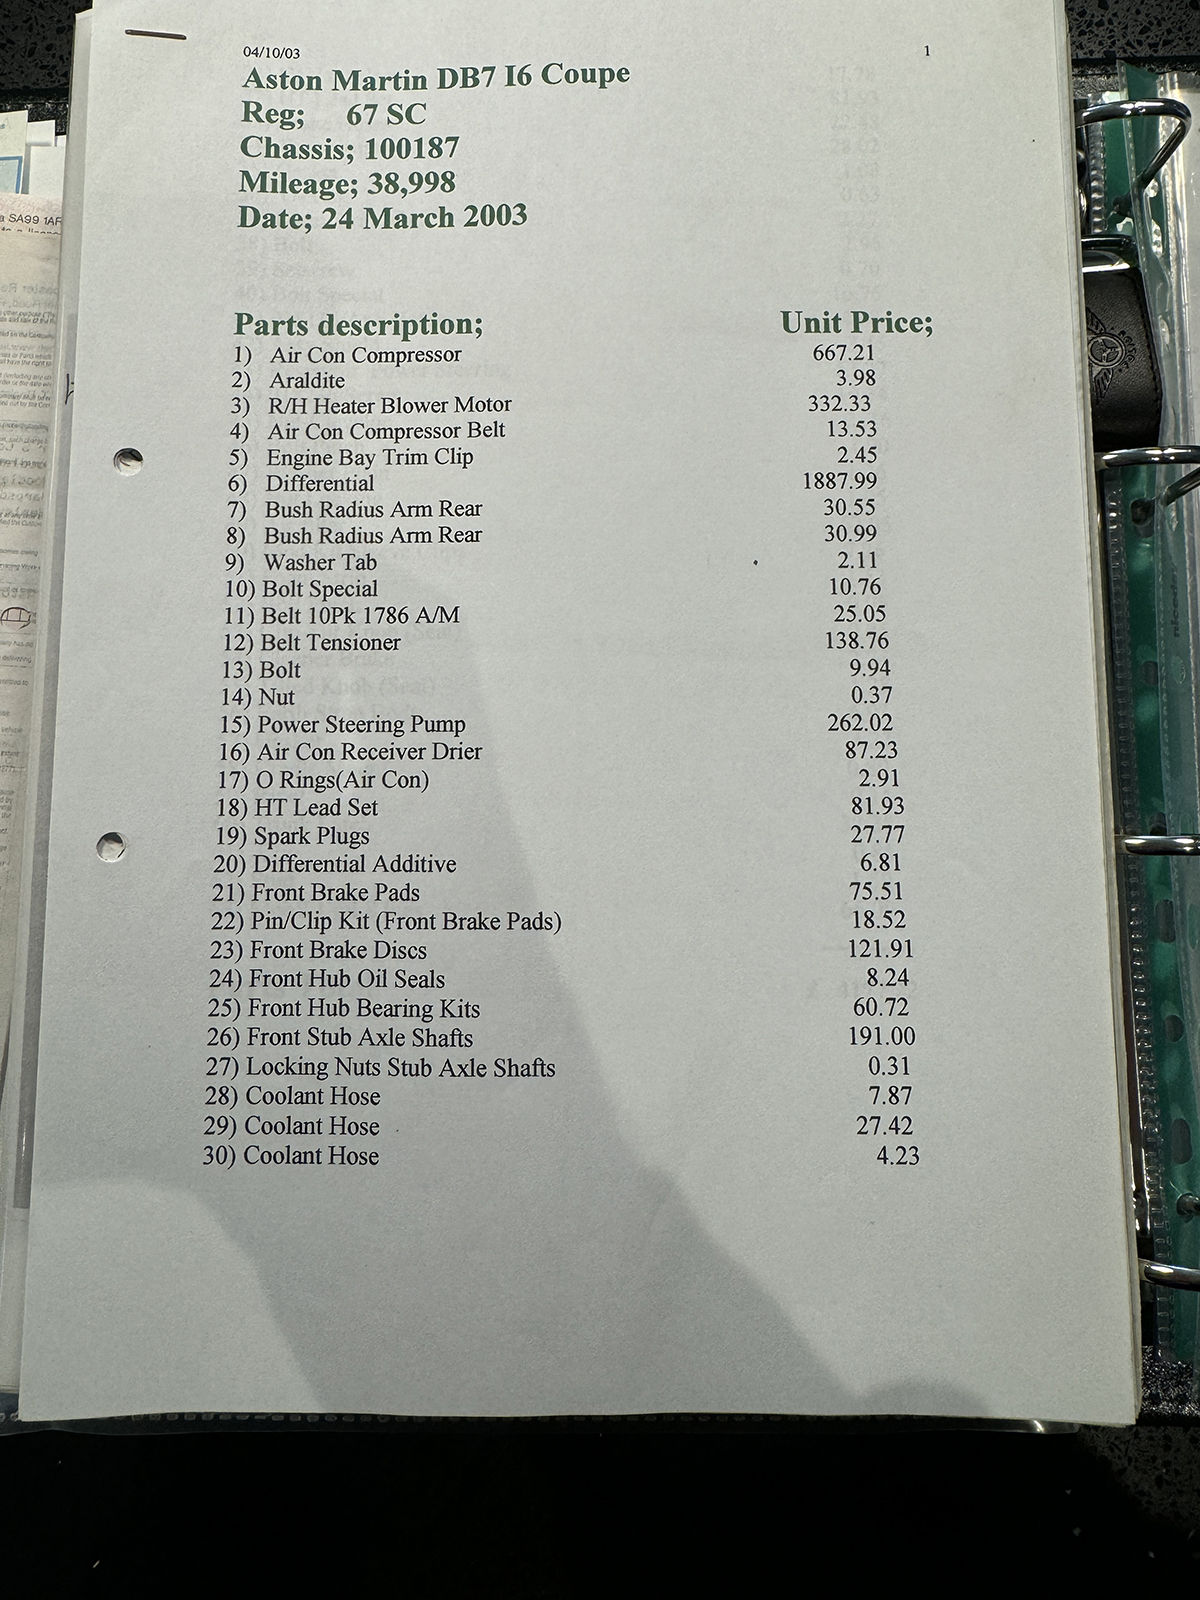 04/10/03
1
Aston Martin DB7 I6 Coupe
Reg; 67 SC
Chassis; 100187
Mileage; 38,998
Date; 24 March 2003
Parts description; Unit Price;
1) Air Con Compressor 667.21
2) Araldite 3.98
3) R/H Heater Blower Motor 332.33
4) Air Con Compressor Belt 13.53
5) Engine Bay Trim Clip 2.45
6) Differential 1887.99
7) Bush Radius Arm Rear 30.55
8) Bush Radius Arm Rear 30.99
9) Washer Tab 2.11
10) Bolt Special 10.76
11) Belt 10Pk 1786 A/M 25.05
12) Belt Tensioner 138.76
13) Bolt 9.94
14) Nut 0.37
15) Power Steering Pump 262.02
16) Air Con Receiver Drier 87.23
17) O Rings(Air Con) 2.91
18) HT Lead Set 81.93
19) Spark Plugs 27.77
20) Differential Additive 6.81
21) Front Brake Pads 75.51
22) Pin/Clip Kit (Front Brake Pads) 18.52
23) Front Brake Discs 121.91
24) Front Hub Oil Seals 8.24
25) Front Hub Bearing Kits 60.72
26) Front Stub Axle Shafts 191.00
27) Locking Nuts Stub Axle Shafts 0.31
28) Coolant Hose 7.87
29) Coolant Hose 27.42
30) Coolant Hose 4.23
SA99 1AR